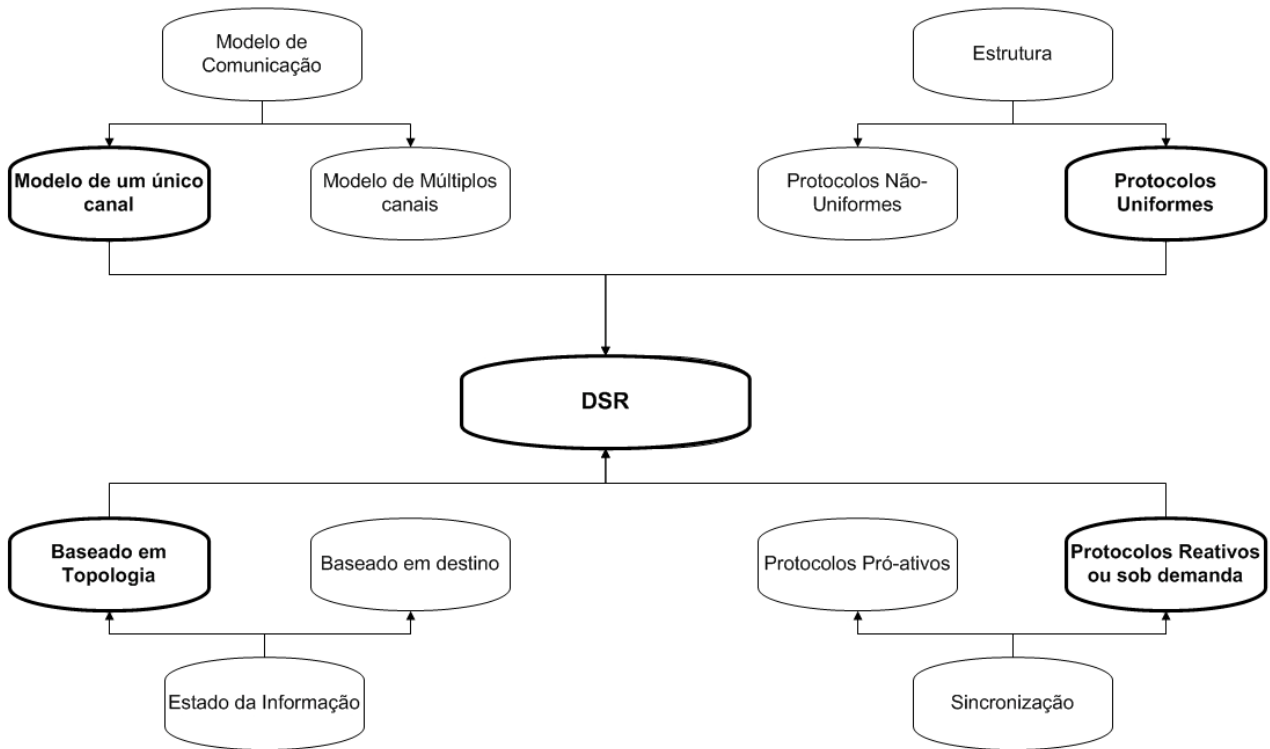 Modelo de
Comunicação
Estrutura
Modelo de um único
canal
Modelo de Múltiplos
canais
Protocolos Não-
Uniformes
Protocolos
Uniformes
DSR
Baseado em
Topologia
Baseado em destino
Protocolos Pró-ativos
Protocolos Reativos
ou sob demanda
Estado da Informação
Sincronização